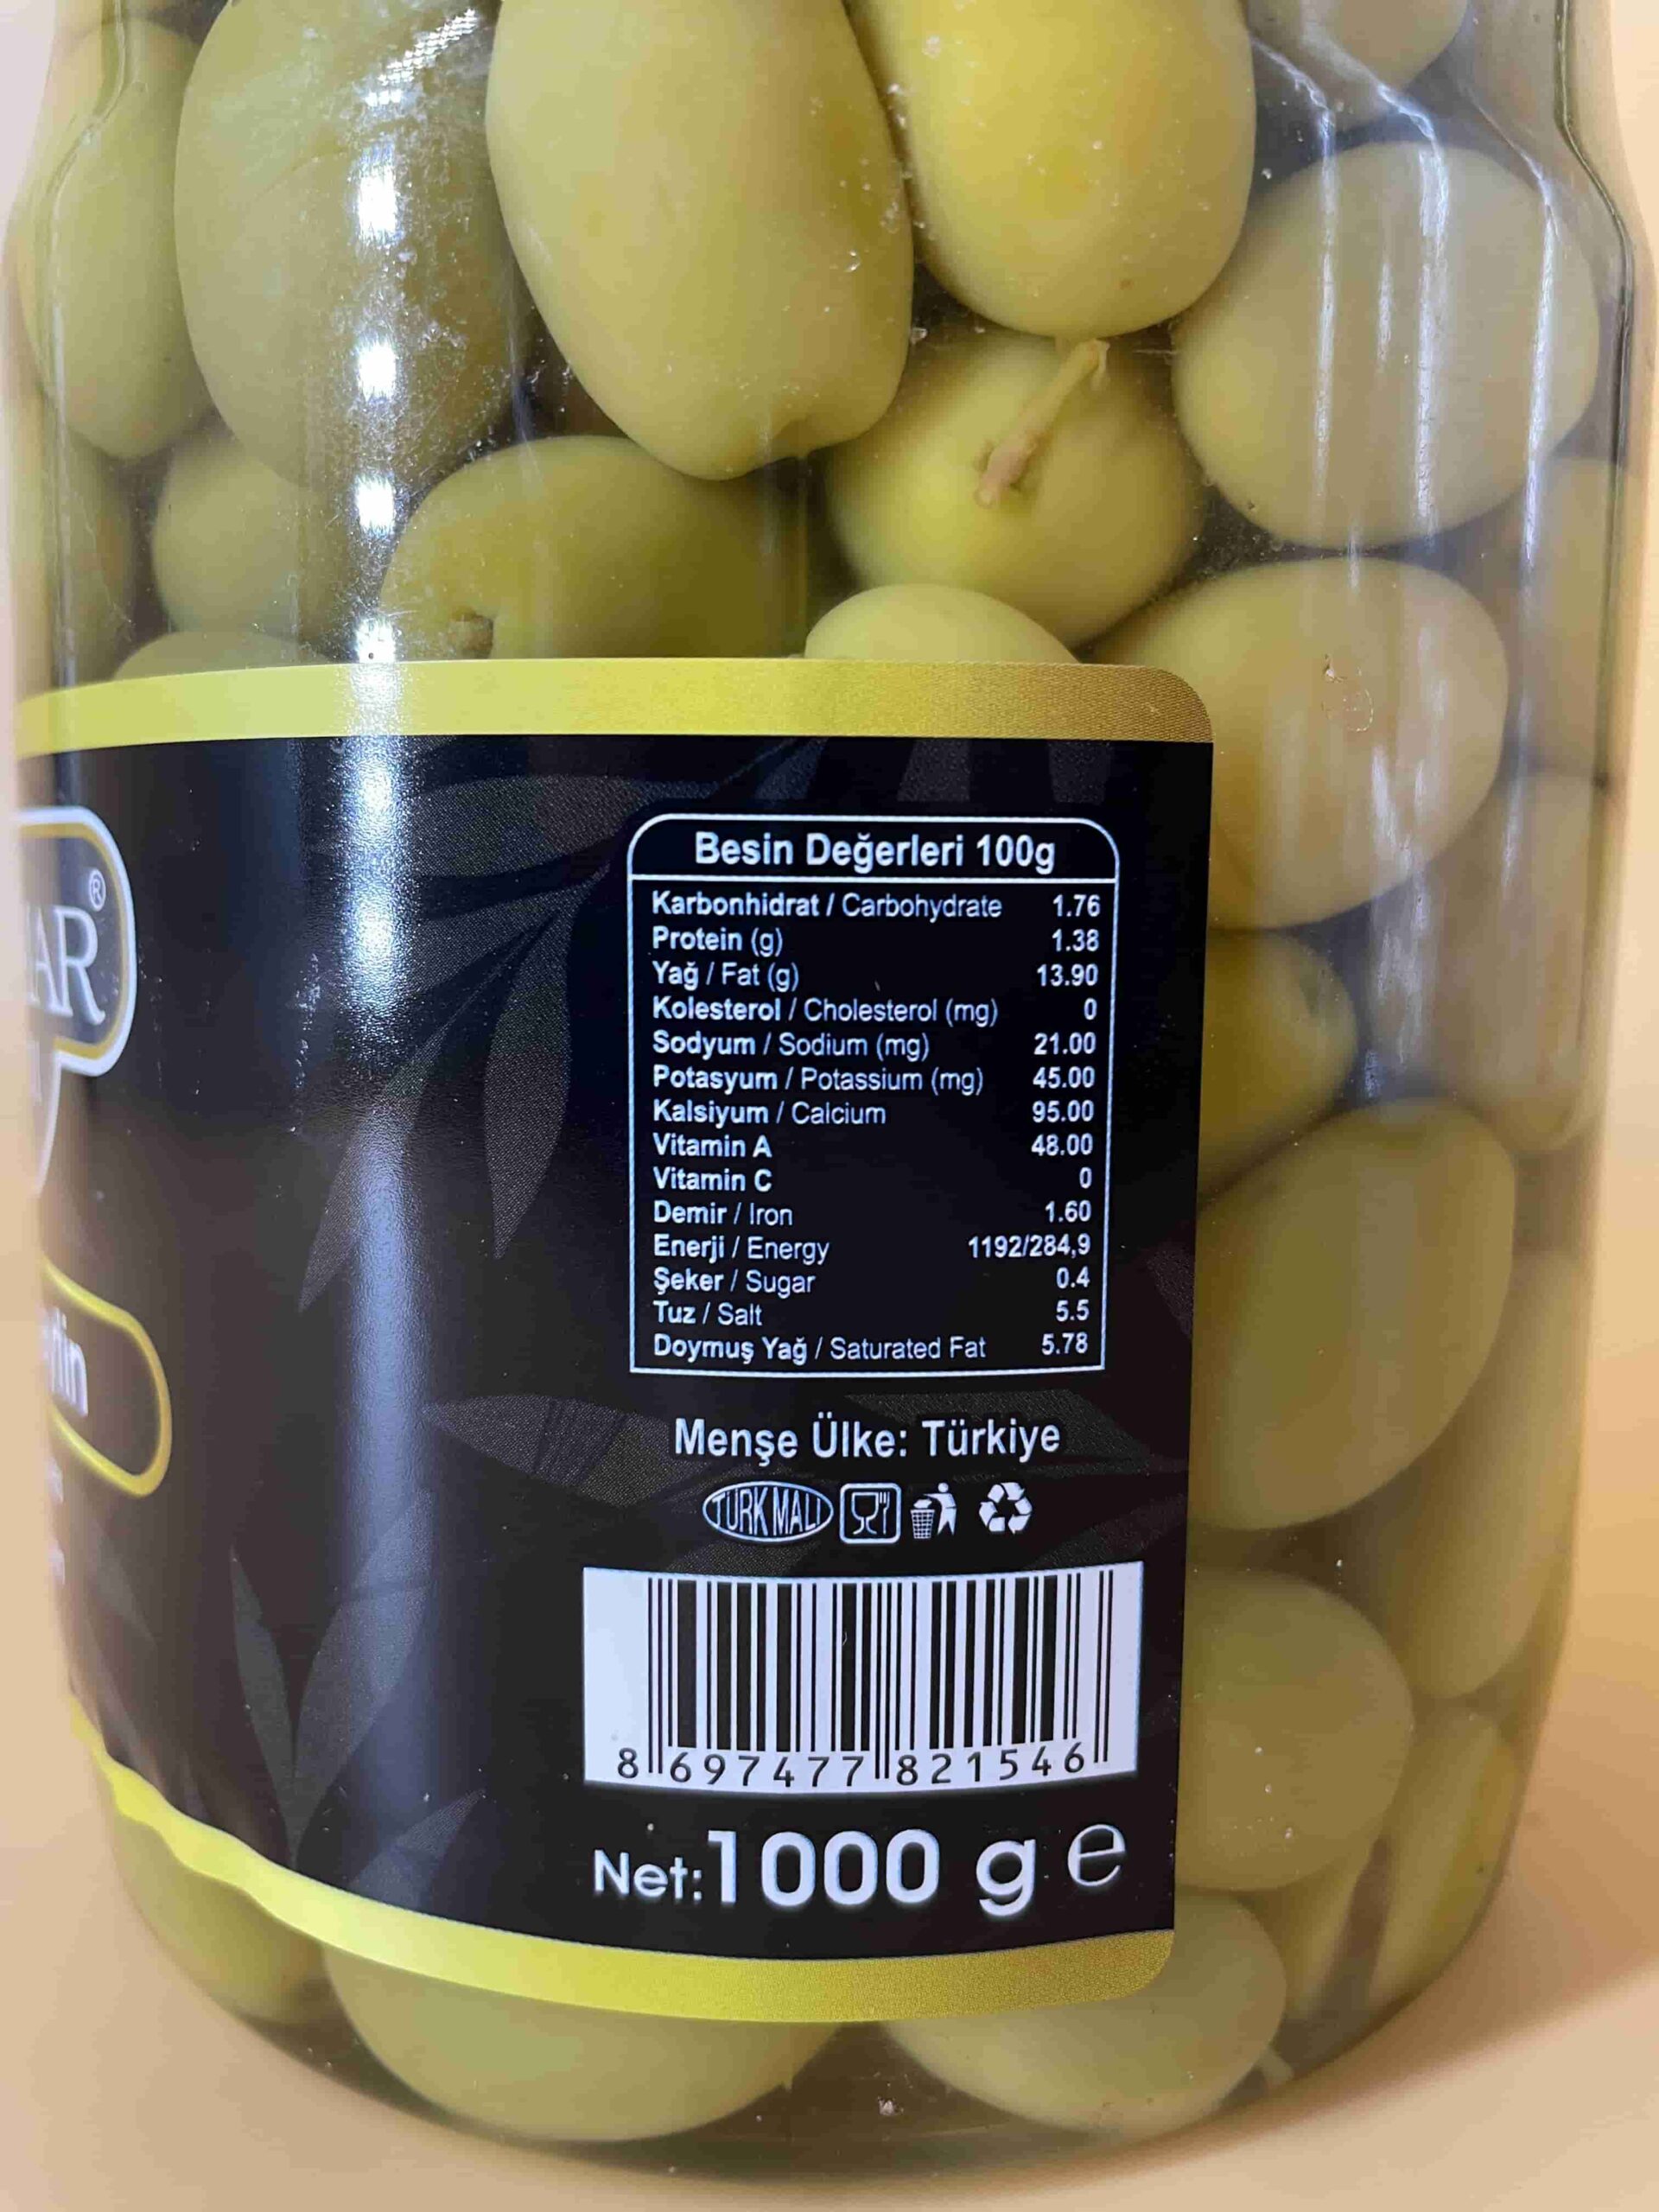 AR®
Besin Değerleri 100g
Karbonhidrat / Carbohydrate 1.76
Protein (g) 1.38
Yağ / Fat (g) 13.90
Kolesterol / Cholesterol (mg) 0
Sodyum / Sodium (mg) 21.00
Potasyum / Potassium (mg) 45.00
Kalsiyum / Calcium 95.00
Vitamin A 48.00
Vitamin C 0
Demir / Iron 1.60
Enerji / Energy 1192/284,9
Şeker / Sugar 0.4
Tuz / Salt 5.5
Doymuş Yağ / Saturated Fat 5.78
Menşe Ülke: Türkiye
TÜRK MALI
8 697477 821546
Net: 1000 g e